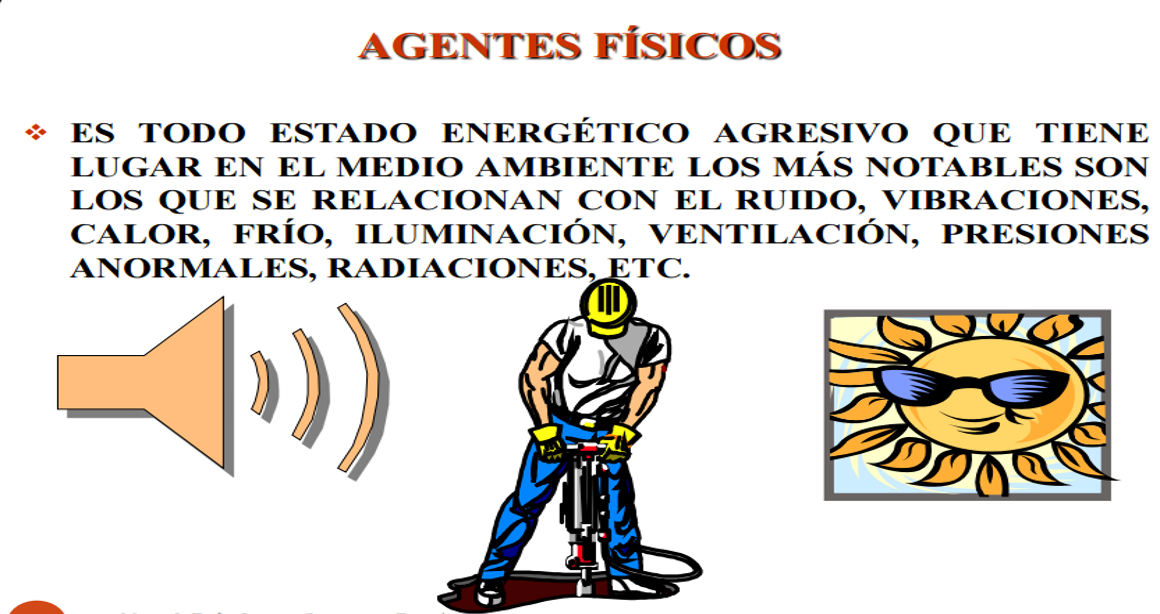 AGENTES FÍSICOS
ES TODO ESTADO ENERGÉTICO AGRESIVO QUE TIENE
LUGAR EN EL MEDIO AMBIENTE LOS MÁS NOTABLES SON
LOS QUE SE RELACIONAN CON EL RUIDO, VIBRACIONES,
CALOR, FRÍO, ILUMINACIÓN, VENTILACIÓN, PRESIONES
ANORMALES, RADIACIONES, ETC.